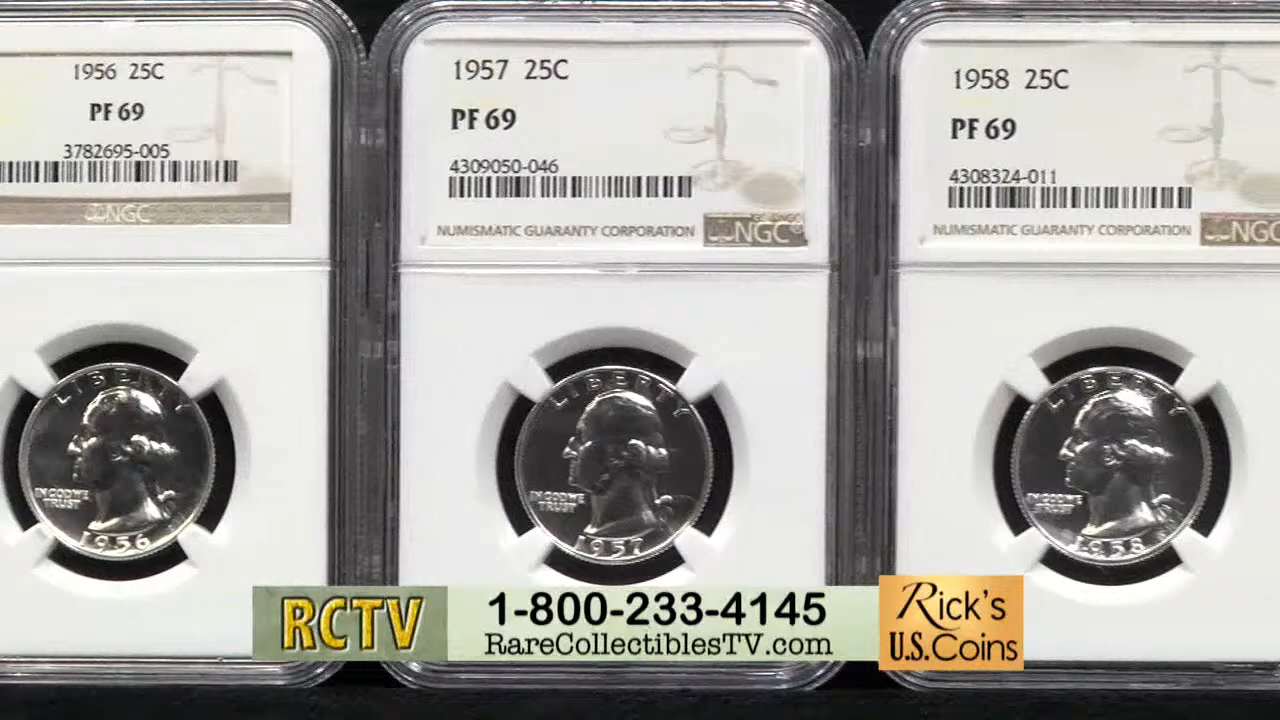 1956 25C
PF 69
3782695-005
NGC
1957 25C
PF 69
4309050-046
NUMISMATIC GUARANTY CORPORATION
NGC
1958 25C
PF 69
4308324-011
NUMISMATIC GUARANTY CORPORATION
NGC
LIBERTY
IN GOD WE
TRUST
1956
LIBERTY
IN GOD WE
TRUST
1957
LIBERTY
IN GOD WE
TRUST
1958
RCTV
1-800-233-4145
RareCollectiblesTV.com
Rick's
U.S. Coins